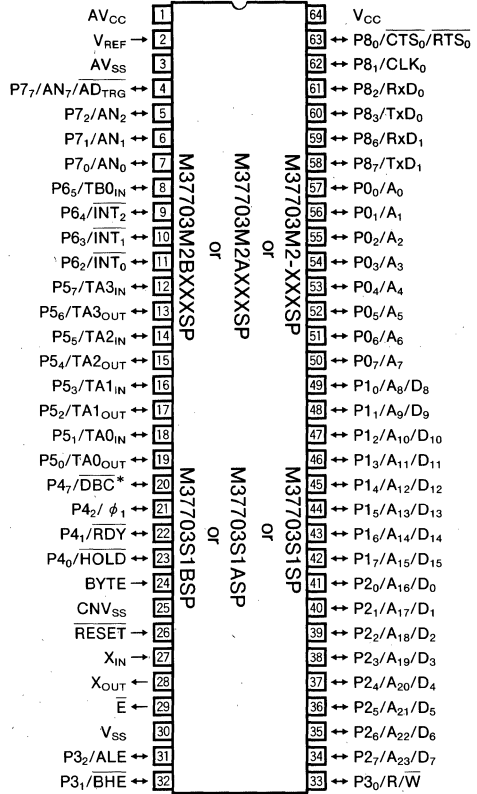 AVCC 1 64 VCC
VREF → 2 63 ↔ P80/CTS0/RTS0
AVSS 3 62 ↔ P81/CLK0
P77/AN7/ADTRG ↔ 4 61 ↔ P82/RxD0
P72/AN2 ↔ 5 60 ↔ P83/TxD0
P71/AN1 ↔ 6 59 ↔ P86/RxD1
P70/AN0 ↔ 7 58 ↔ P87/TxD1
P65/TB0IN ↔ 8 57 ↔ P00/A0
P64/INT2 ↔ 9 56 ↔ P01/A1
P63/INT1 ↔ 10 55 ↔ P02/A2
P62/INT0 ↔ 11 54 ↔ P03/A3
P57/TA3IN ↔ 12 53 ↔ P04/A4
P56/TA3OUT ↔ 13 52 ↔ P05/A5
P55/TA2IN ↔ 14 51 ↔ P06/A6
P54/TA2OUT ↔ 15 50 ↔ P07/A7
P53/TA1IN ↔ 16 49 ↔ P10/A8/D8
P52/TA1OUT ↔ 17 48 ↔ P11/A9/D9
P51/TA0IN ↔ 18 47 ↔ P12/A10/D10
P50/TA0OUT ↔ 19 46 ↔ P13/A11/D11
P47/DBC* ↔ 20 45 ↔ P14/A12/D12
P42/ϕ1 ↔ 21 44 ↔ P15/A13/D13
P41/RDY ↔ 22 43 ↔ P16/A14/D14
P40/HOLD ↔ 23 42 ↔ P17/A15/D15
BYTE → 24 41 ↔ P20/A16/D0
CNVSS 25 40 ↔ P21/A17/D1
RESET → 26 39 ↔ P22/A18/D2
XIN → 27 38 ↔ P23/A19/D3
XOUT ← 28 37 ↔ P24/A20/D4
E ← 29 36 ↔ P25/A21/D5
VSS 30 35 ↔ P26/A22/D6
P32/ALE ↔ 31 34 ↔ P27/A23/D7
P31/BHE ↔ 32 33 ↔ P30/R/W
M37703M2-XXXSP
or
M37703M2AXXXSP
or
M37703M2BXXXSP
M37703S1SP
or
M37703S1ASP
or
M37703S1BSP